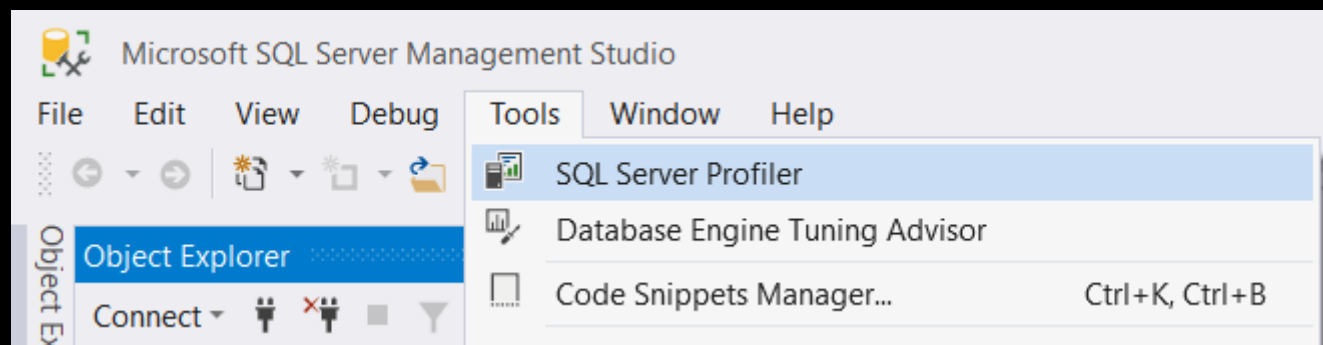 Microsoft SQL Server Management Studio
File Edit View Debug Tools Window Help
SQL Server Profiler
Database Engine Tuning Advisor
Code Snippets Manager... Ctrl+K, Ctrl+B
Object Explorer
Connect
Object Ex